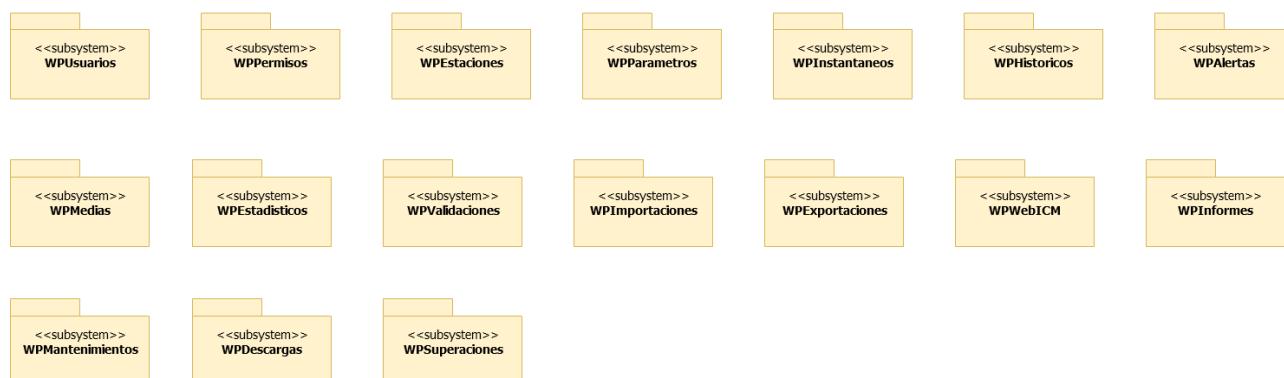 <<subsystem>>
WPUsuarios
<<subsystem>>
WPPermisos
<<subsystem>>
WPEstaciones
<<subsystem>>
WPParametros
<<subsystem>>
WPInstantaneos
<<subsystem>>
WPHistoricos
<<subsystem>>
WPAlertas
<<subsystem>>
WPMedias
<<subsystem>>
WPEstadisticos
<<subsystem>>
WPValidaciones
<<subsystem>>
WPImportaciones
<<subsystem>>
WPExportaciones
<<subsystem>>
WPWebICM
<<subsystem>>
WPInformes
<<subsystem>>
WPMantenimientos
<<subsystem>>
WPDescargas
<<subsystem>>
WPSuperaciones